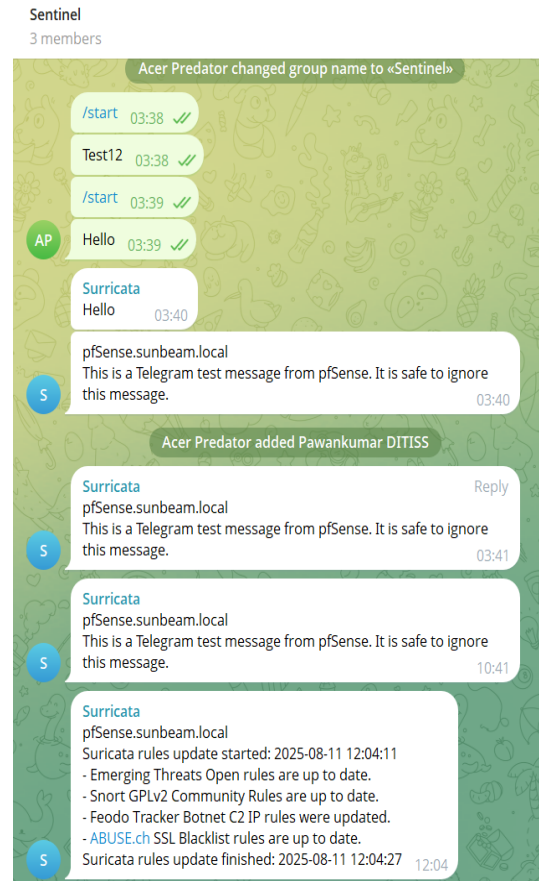 Sentinel
3 members
Acer Predator changed group name to «Sentinel»
/start 03:38
Test12 03:38
/start 03:39
AP
Hello 03:39
Surricata
Hello 03:40
pfSense.sunbeam.local
This is a Telegram test message from pfSense. It is safe to ignore
this message.
S
03:40
Acer Predator added Pawankumar DITISS
Surricata Reply
pfSense.sunbeam.local
This is a Telegram test message from pfSense. It is safe to ignore
this message.
S
03:41
Surricata
pfSense.sunbeam.local
This is a Telegram test message from pfSense. It is safe to ignore
this message.
S
10:41
Surricata
pfSense.sunbeam.local
Suricata rules update started: 2025-08-11 12:04:11
- Emerging Threats Open rules are up to date.
- Snort GPLv2 Community Rules are up to date.
- Feodo Tracker Botnet C2 IP rules were updated.
- ABUSE.ch SSL Blacklist rules are up to date.
S
Suricata rules update finished: 2025-08-11 12:04:27 12:04